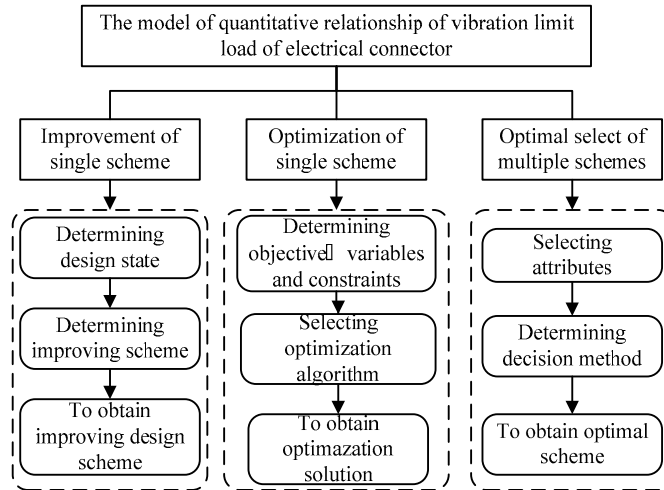 The model of quantitative relationship of vibration limit
load of electrical connector
Improvement of
single scheme
Optimization of
single scheme
Optimal select of
multiple schemes
Determining
design state
Determining
improving scheme
To obtain
improving design
scheme
Determining
objective▯ variables
and constraints
Selecting
optimization
algorithm
To obtain
optimazation
solution
Selecting
attributes
Determining
decision method
To obtain optimal
scheme